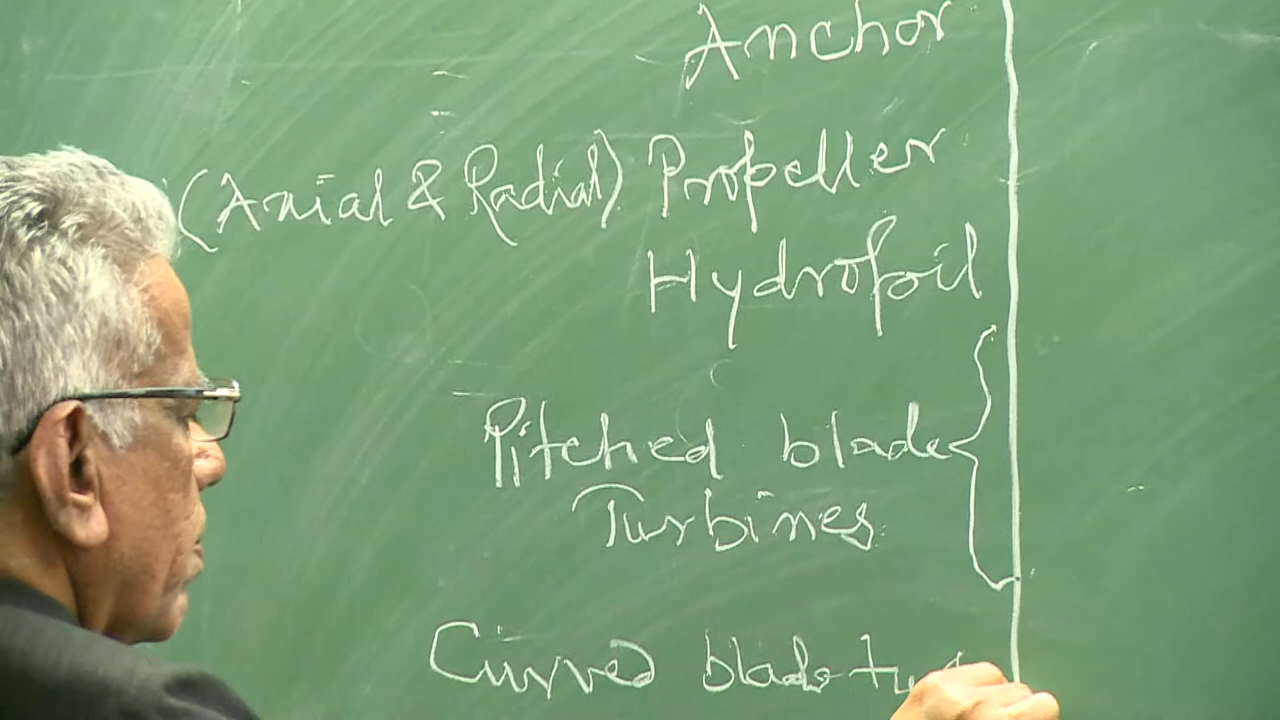 Anchor
(Axial & Radial) Propeller
Hydrofoil
Pitched blade
Turbines
Curved blade